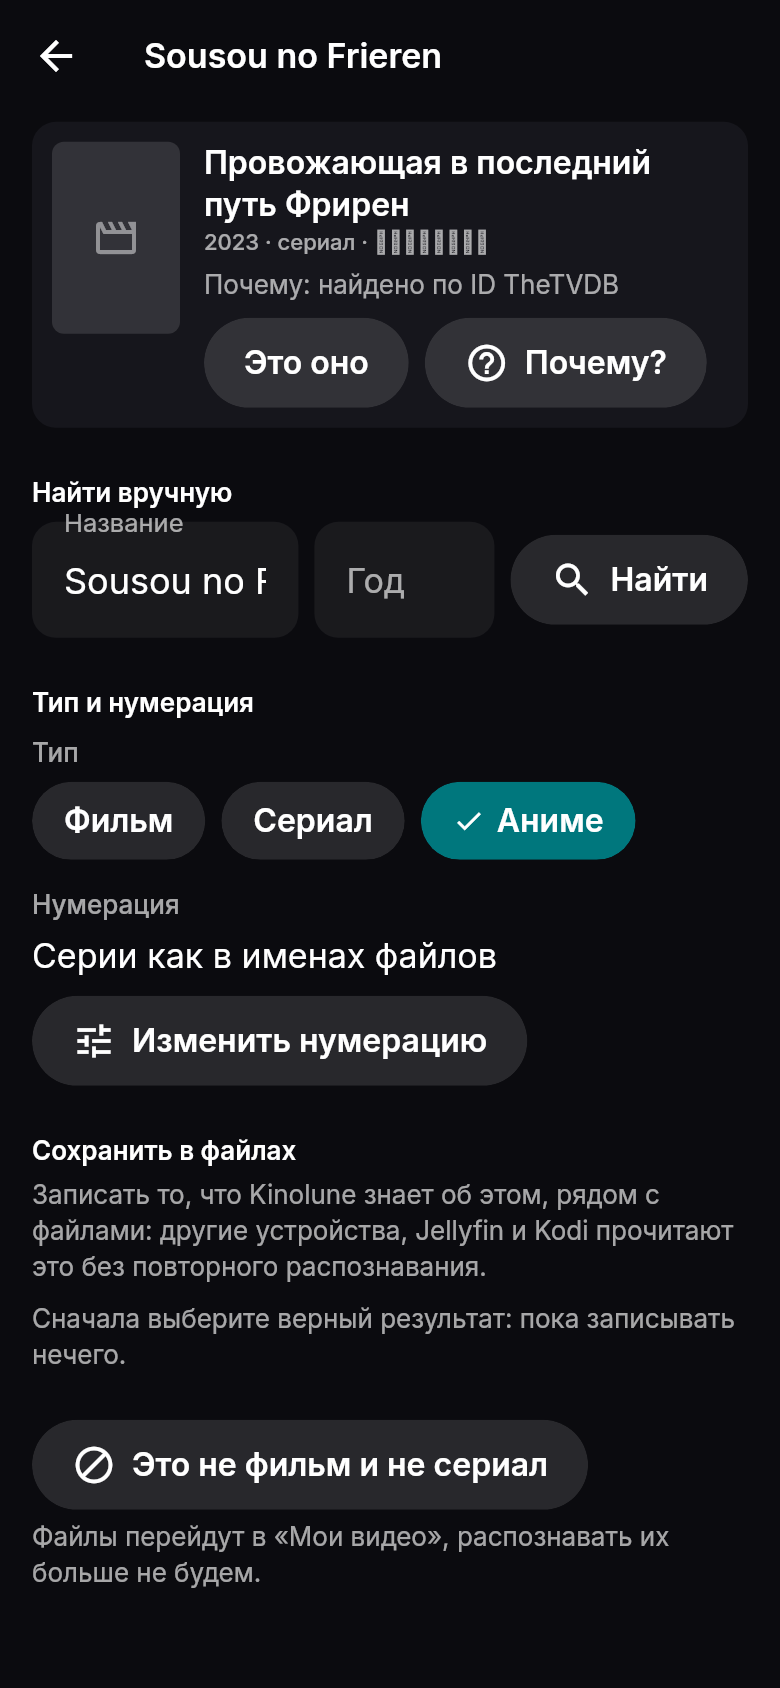 Sousou no Frieren
Провожающая в последний
путь Фрирен
2023 · сериал ·
Почему: найдено по ID TheTVDB
Это оно
Почему?
Найти вручную
Название
Sousou no F
Год
Найти
Тип и нумерация
Тип
Фильм
Сериал
Аниме
Нумерация
Серии как в именах файлов
Изменить нумерацию
Сохранить в файлах
Записать то, что Kinolune знает об этом, рядом с
файлами: другие устройства, Jellyfin и Kodi прочитают
это без повторного распознавания.
Сначала выберите верный результат: пока записывать
нечего.
Это не фильм и не сериал
Файлы перейдут в «Мои видео», распознавать их
больше не будем.